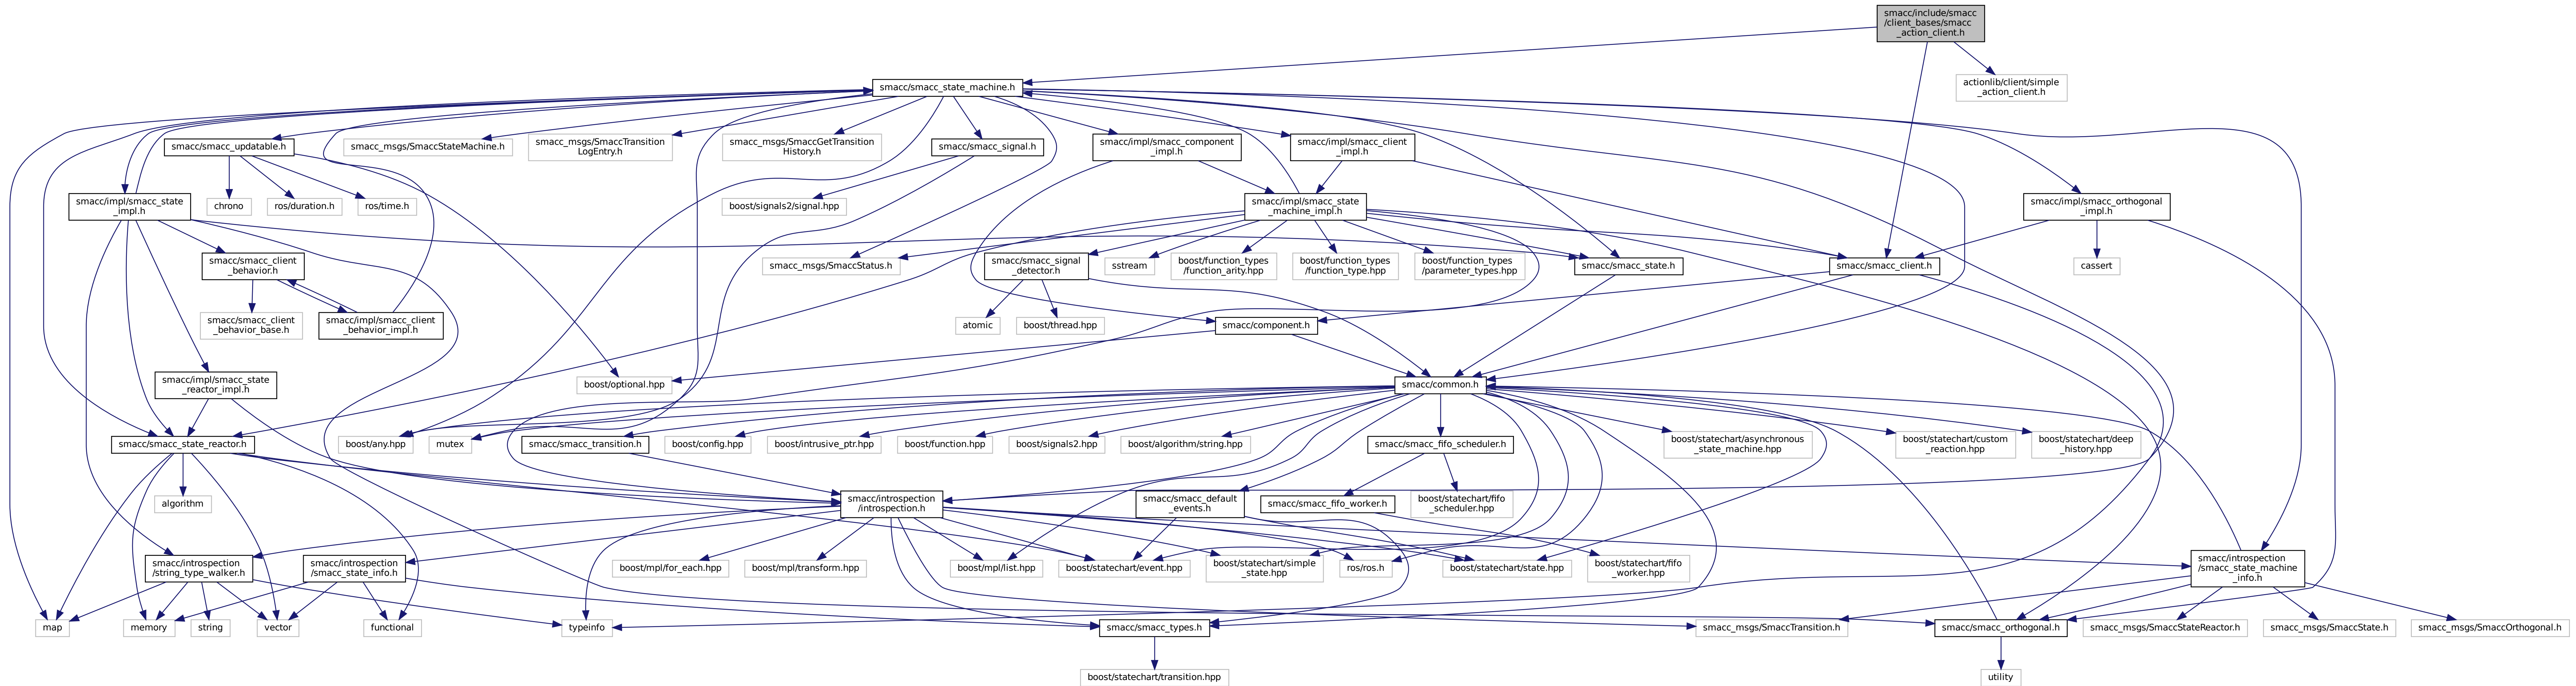 smacc/include/smacc
/client_bases/smacc
_action_client.h
smacc/smacc_state_machine.h
actionlib/client/simple
_action_client.h
smacc/smacc_updatable.h
smacc_msgs/SmaccStateMachine.h
smacc_msgs/SmaccTransition
LogEntry.h
smacc_msgs/SmaccGetTransition
History.h
smacc/smacc_signal.h
smacc/impl/smacc_component
_impl.h
smacc/impl/smacc_client
_impl.h
smacc/impl/smacc_state
_impl.h
chrono
ros/duration.h
ros/time.h
boost/signals2/signal.hpp
smacc/impl/smacc_state
_machine_impl.h
smacc/impl/smacc_orthogonal
_impl.h
smacc/smacc_client
_behavior.h
smacc_msgs/SmaccStatus.h
smacc/smacc_signal
_detector.h
sstream
boost/function_types
/function_arity.hpp
boost/function_types
/function_type.hpp
boost/function_types
/parameter_types.hpp
smacc/smacc_state.h
smacc/smacc_client.h
cassert
smacc/smacc_client
_behavior_base.h
smacc/impl/smacc_client
_behavior_impl.h
atomic
boost/thread.hpp
smacc/component.h
smacc/impl/smacc_state
_reactor_impl.h
boost/optional.hpp
smacc/common.h
smacc/smacc_state_reactor.h
boost/any.hpp
mutex
smacc/smacc_transition.h
boost/config.hpp
boost/intrusive_ptr.hpp
boost/function.hpp
boost/signals2.hpp
boost/algorithm/string.hpp
smacc/smacc_fifo_scheduler.h
boost/statechart/asynchronous
_state_machine.hpp
boost/statechart/custom
_reaction.hpp
boost/statechart/deep
_history.hpp
algorithm
smacc/introspection
/introspection.h
smacc/smacc_default
_events.h
smacc/smacc_fifo_worker.h
boost/statechart/fifo
_scheduler.hpp
smacc/introspection
/string_type_walker.h
smacc/introspection
/smacc_state_info.h
boost/mpl/for_each.hpp
boost/mpl/transform.hpp
boost/mpl/list.hpp
boost/statechart/event.hpp
boost/statechart/simple
_state.hpp
ros/ros.h
boost/statechart/state.hpp
boost/statechart/fifo
_worker.hpp
smacc/introspection
/smacc_state_machine
_info.h
map
memory
string
vector
functional
typeinfo
smacc/smacc_types.h
smacc_msgs/SmaccTransition.h
smacc/smacc_orthogonal.h
smacc_msgs/SmaccStateReactor.h
smacc_msgs/SmaccState.h
smacc_msgs/SmaccOrthogonal.h
boost/statechart/transition.hpp
utility